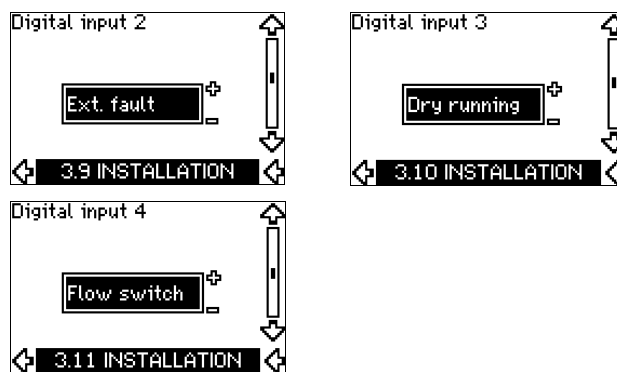 Digital input 2
Ext. fault
3.9 INSTALLATION
Digital input 3
Dry running
3.10 INSTALLATION
Digital input 4
Flow switch
3.11 INSTALLATION